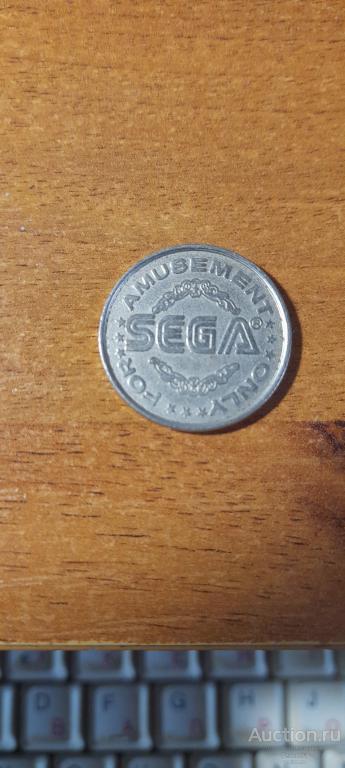 FOR AMUSEMENT ONLY
SEGA®
D F G H J
Auction.ru